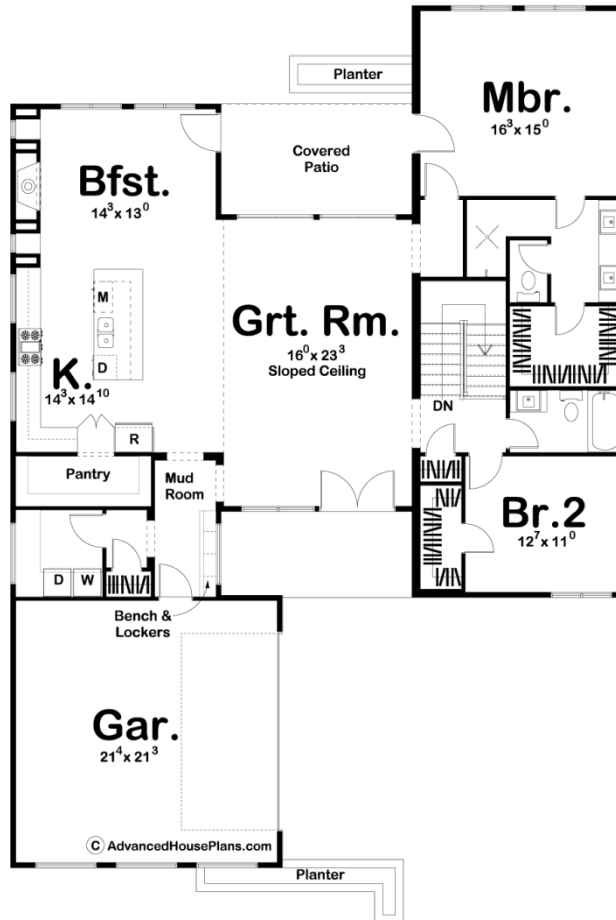 Planter
Mbr.
16³ x 15⁰
Covered
Patio
Bfst.
14³ x 13⁰
M
Grt. Rm.
16⁰ x 23³
Sloped Ceiling
D
K.
14³ x 14¹⁰
DN
R
Pantry
Mud
Room
Br.2
12⁷ x 11⁰
D W
Bench &
Lockers
Gar.
21⁴ x 21³
© AdvancedHousePlans.com
Planter